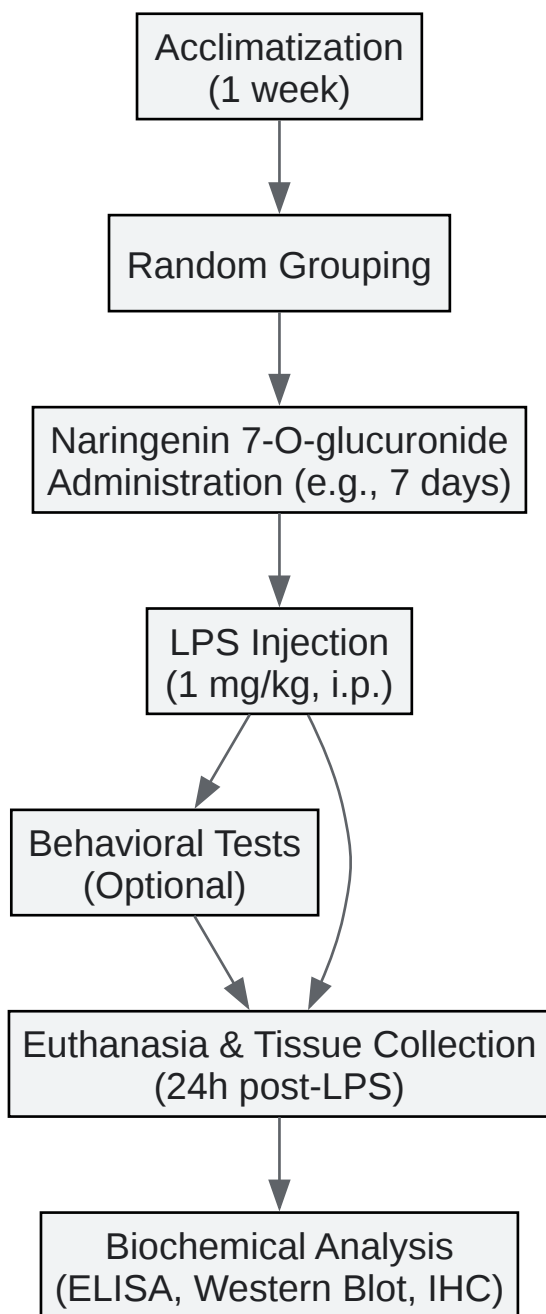 Acclimatization
(1 week)
Random Grouping
Naringenin 7-O-glucuronide
Administration (e.g., 7 days)
LPS Injection
(1 mg/kg, i.p.)
Behavioral Tests
(Optional)
Euthanasia & Tissue Collection
(24h post-LPS)
Biochemical Analysis
(ELISA, Western Blot, IHC)